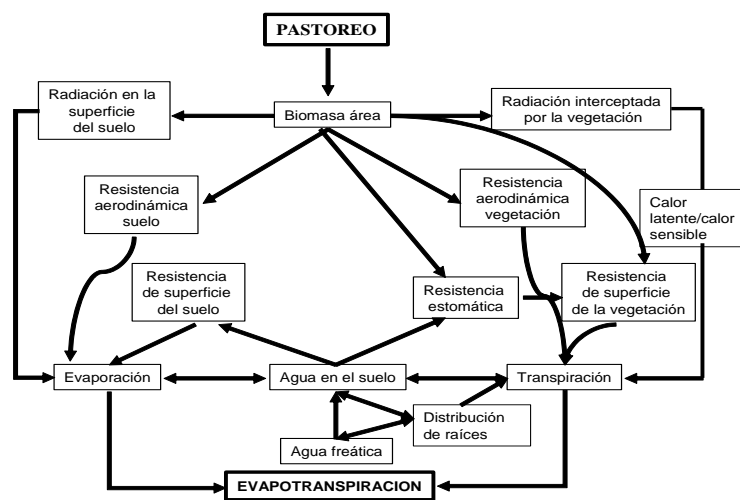 PASTOREO
Radiación en la
superficie
del suelo
Biomasa área
Radiación interceptada
por la vegetación
Resistencia
aerodinámica
suelo
Resistencia
aerodinámica
vegetación
Calor
latente/calor
sensible
Resistencia
de superficie
del suelo
Resistencia
estomática
Resistencia
de superficie
de la vegetación
Evaporación
Agua en el suelo
Transpiración
Distribución
de raíces
Agua freática
EVAPOTRANSPIRACION